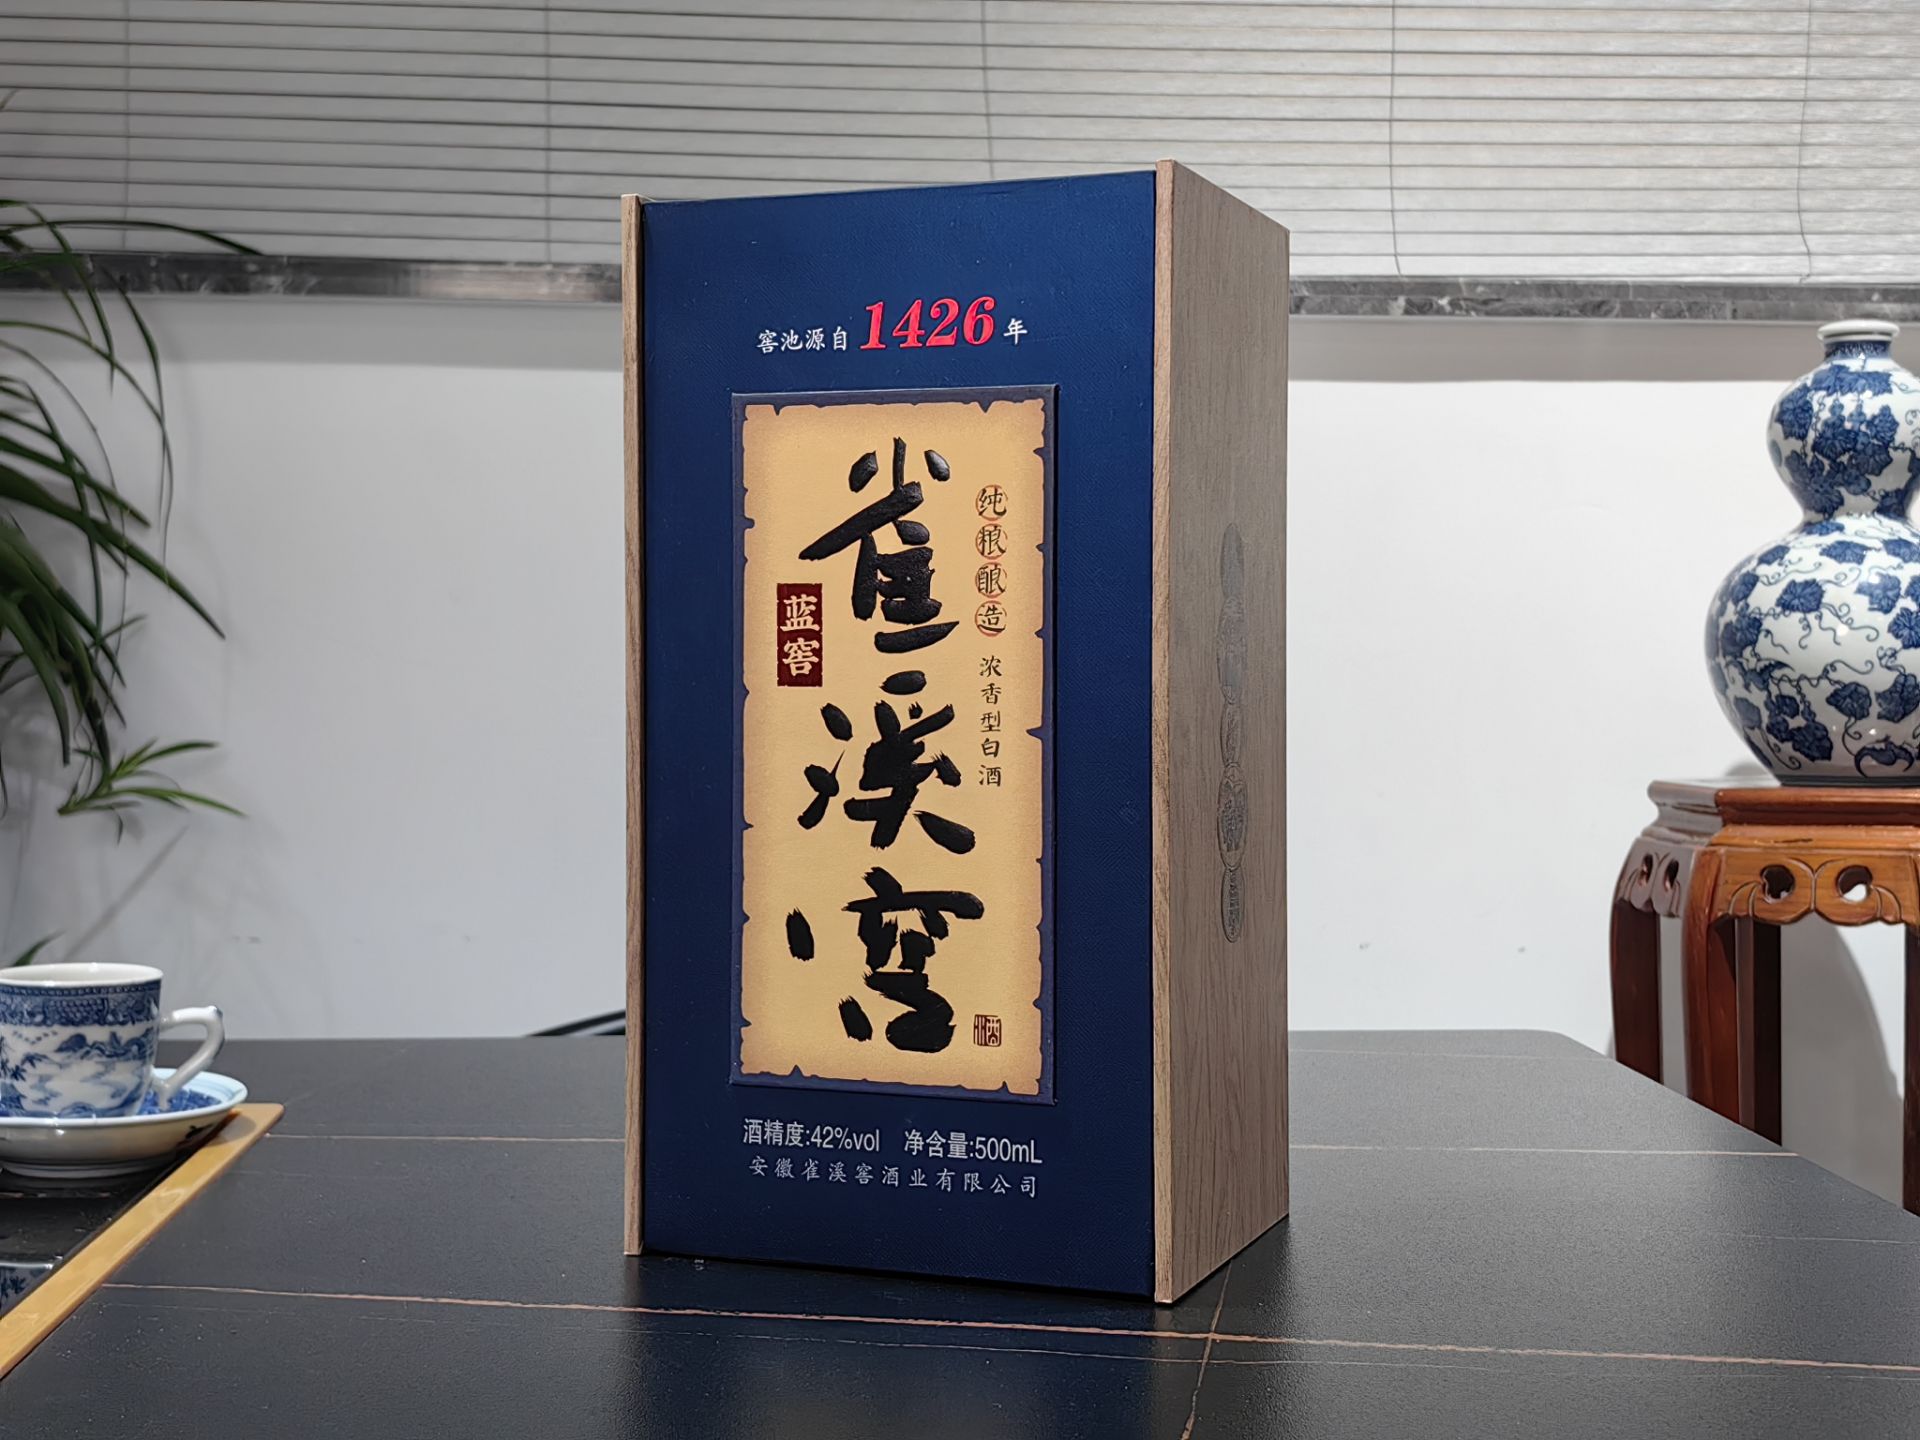 窖池源自1426年
纯粮酿造 浓香型白酒
雀溪窖
蓝窖
酒
酒精度:42%vol 净含量:500mL
安徽雀溪窖酒业有限公司